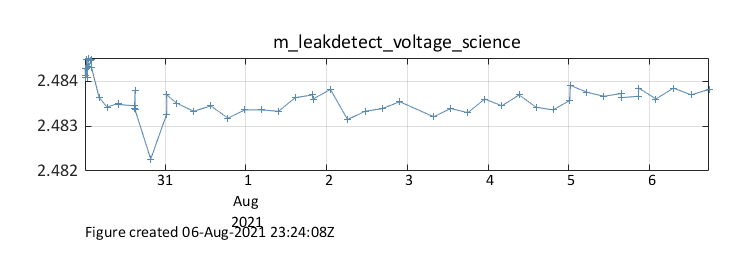 m_leakdetect_voltage_science
2.484
2.483
2.482
31 1 2 3 4 5 6
Aug
2021
Figure created 06-Aug-2021 23:24:08Z